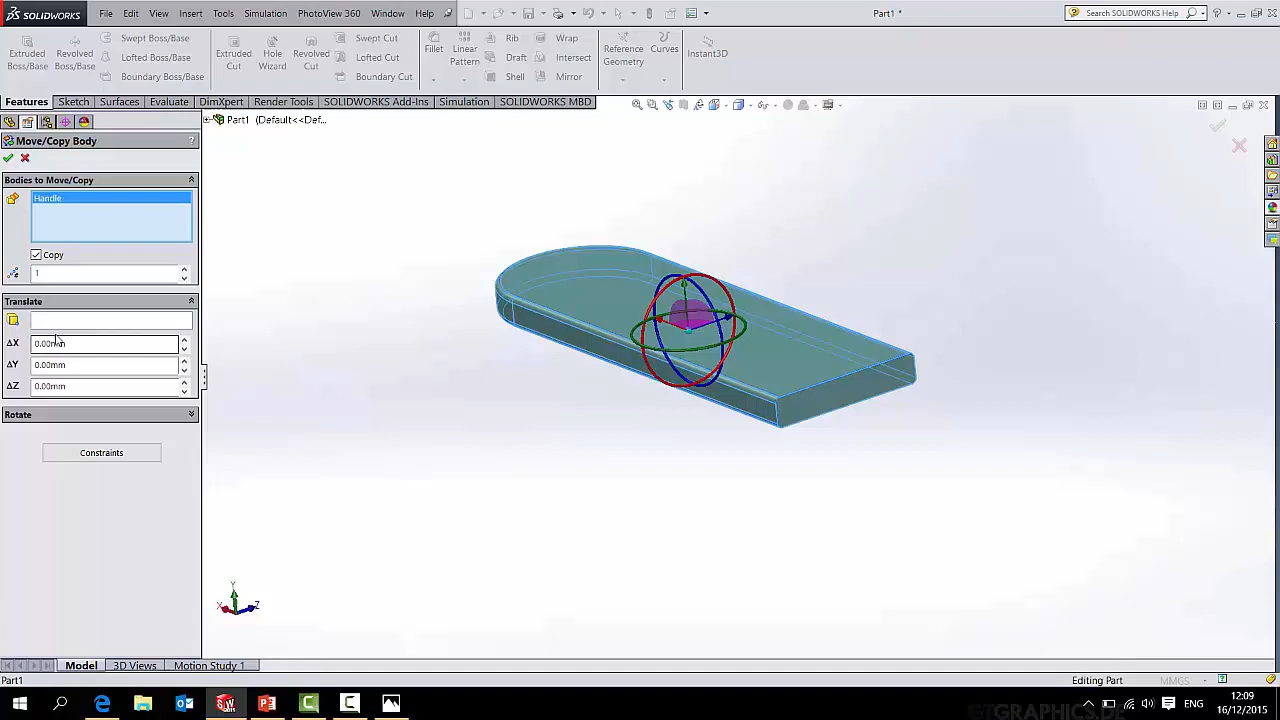 SOLIDWORKS
File Edit View Insert Tools Simulation PhotoView 360 Window Help
Part1 *
Search SOLIDWORKS Help
Extruded Boss/Base
Revolved Boss/Base
Swept Boss/Base
Lofted Boss/Base
Boundary Boss/Base
Extruded Cut
Hole Wizard
Revolved Cut
Swept Cut
Lofted Cut
Boundary Cut
Fillet
Linear Pattern
Rib
Draft
Shell
Wrap
Intersect
Mirror
Reference Geometry
Curves
Instant3D
Features Sketch Surfaces Evaluate DimXpert Render Tools SOLIDWORKS Add-Ins Simulation SOLIDWORKS MBD
Part1 (Default<<Def...
Move/Copy Body ?
Bodies to Move/Copy
Handle
Copy
1
Translate
ΔX 0.00mm
ΔY 0.00mm
ΔZ 0.00mm
Rotate
Constraints
Y
X
Z
Model 3D Views Motion Study 1
Part1
Editing Part
MMGS
12:09
ENG
16/12/2015
GTGRAPHICS.DE